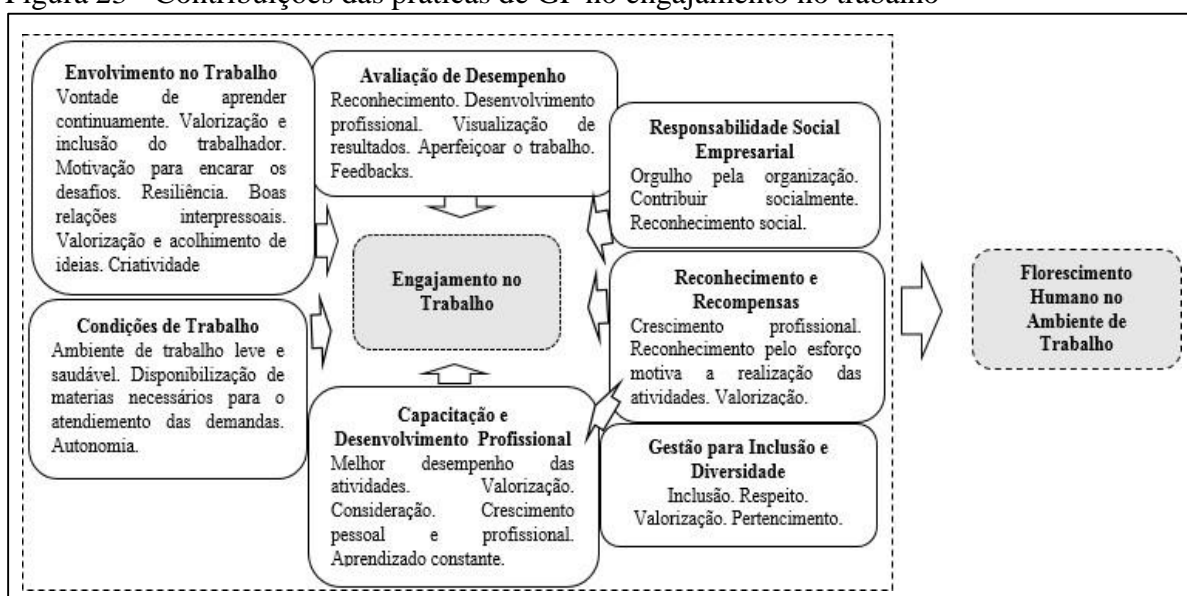 Figura 23 - Contribuições das práticas de GP no engajamento no trabalho
Envolvimento no Trabalho
Vontade de aprender
continuamente. Valorização e
inclusão do trabalhador.
Motivação para encarar os
desafios. Resiliência. Boas
relações interpressoais.
Valorização e acolhimento de
ideias. Criatividade
Avaliação de Desempenho
Reconhecimento. Desenvolvimento
profissional. Visualização de
resultados. Aperfeiçoar o trabalho.
Feedbacks.
Responsabilidade Social
Empresarial
Orgulho pela organização.
Contribuir socialmente.
Reconhecimento social.
Engajamento no
Trabalho
Reconhecimento e
Recompensas
Crescimento profissional.
Reconhecimento pelo esforço
motiva a realização das
atividades. Valorização.
Florescimento
Humano no
Ambiente de
Trabalho
Condições de Trabalho
Ambiente de trabalho leve e
saudável. Disponibilização de
materias necessários para o
atendiemento das demandas.
Autonomia.
Capacitação e
Desenvolvimento Profissional
Melhor desempenho das
atividades. Valorização.
Consideração. Crescimento
pessoal e profissional.
Aprendizado constante.
Gestão para Inclusão e
Diversidade
Inclusão. Respeito.
Valorização. Pertencimento.